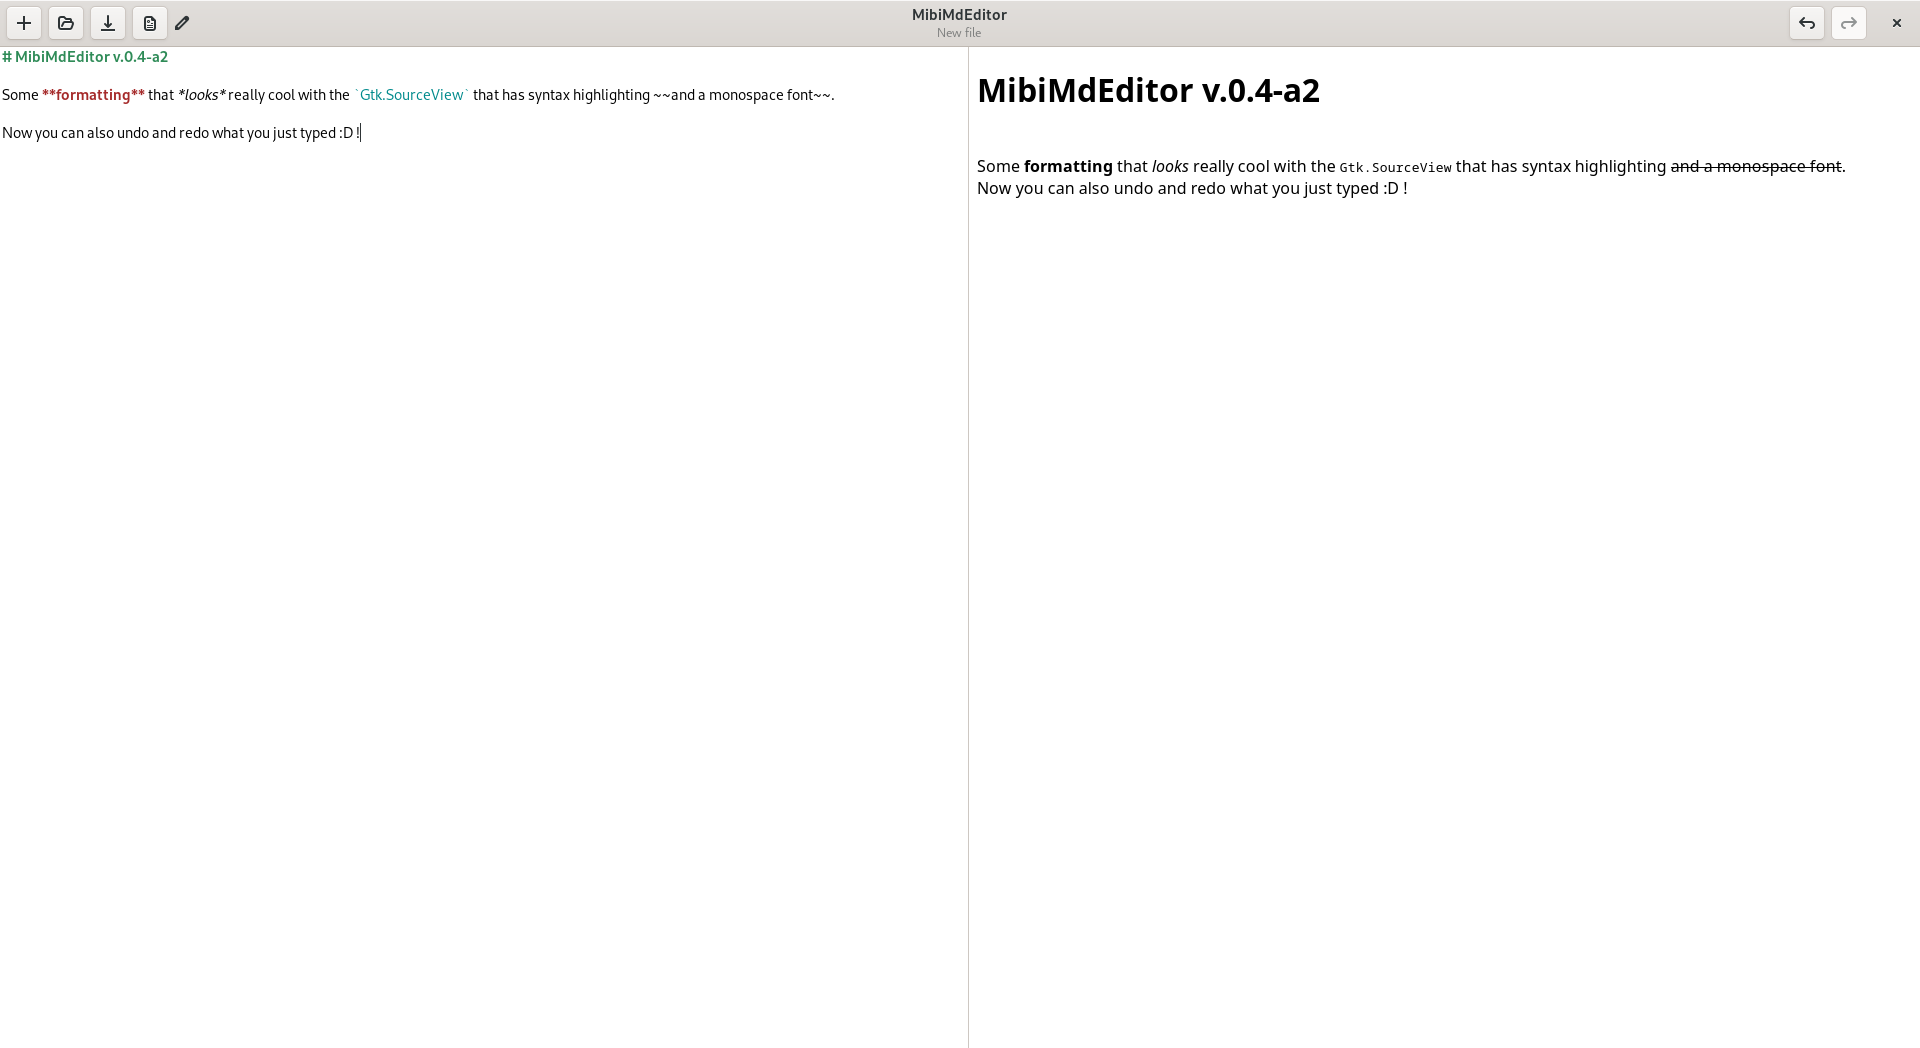 MibiMdEditor
New file
# MibiMdEditor v.0.4-a2
Some **formatting** that *looks* really cool with the `Gtk.SourceView` that has syntax highlighting ~~and a monospace font~~.
Now you can also undo and redo what you just typed :D !
MibiMdEditor v.0.4-a2
Some formatting that looks really cool with the Gtk.SourceView that has syntax highlighting and a monospace font.
Now you can also undo and redo what you just typed :D !